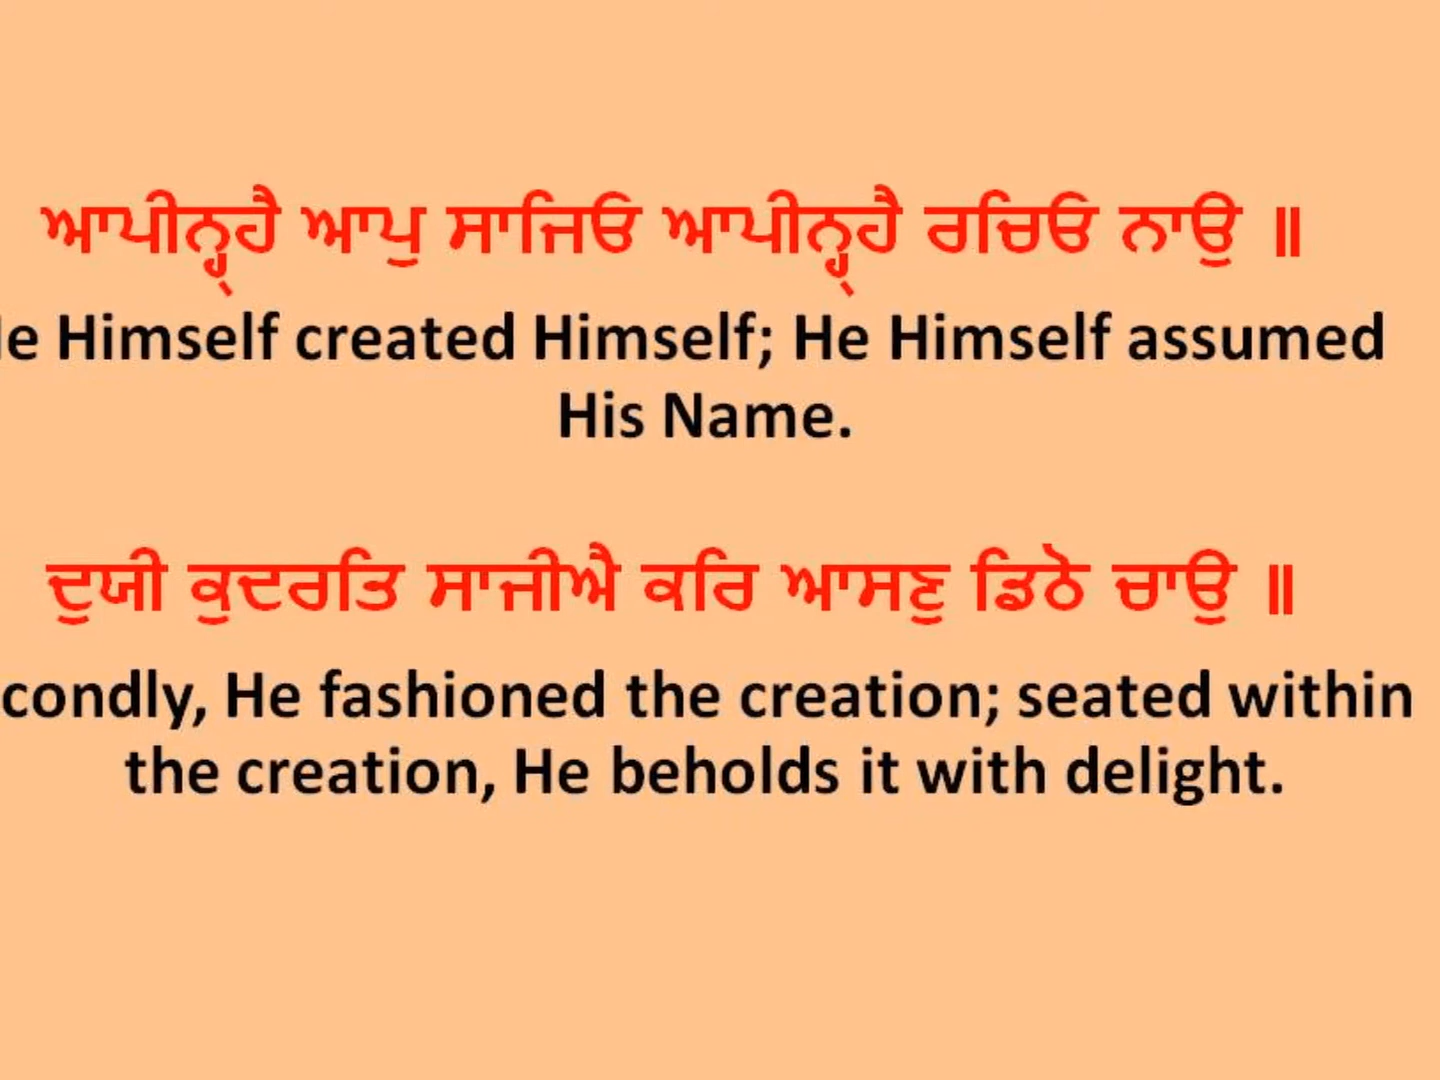 ਆਪੀਨ੍ਹ੍ਹੈ ਆਪੁ ਸਾਜਿਓ ਆਪੀਨ੍ਹ੍ਹੈ ਰਚਿਓ ਨਾਉ ॥
e Himself created Himself; He Himself assumed
His Name.
ਦੁਯੀ ਕੁਦਰਤਿ ਸਾਜੀਐ ਕਰਿ ਆਸਣੁ ਡਿਠੋ ਚਾਉ ॥
condly, He fashioned the creation; seated within
the creation, He beholds it with delight.